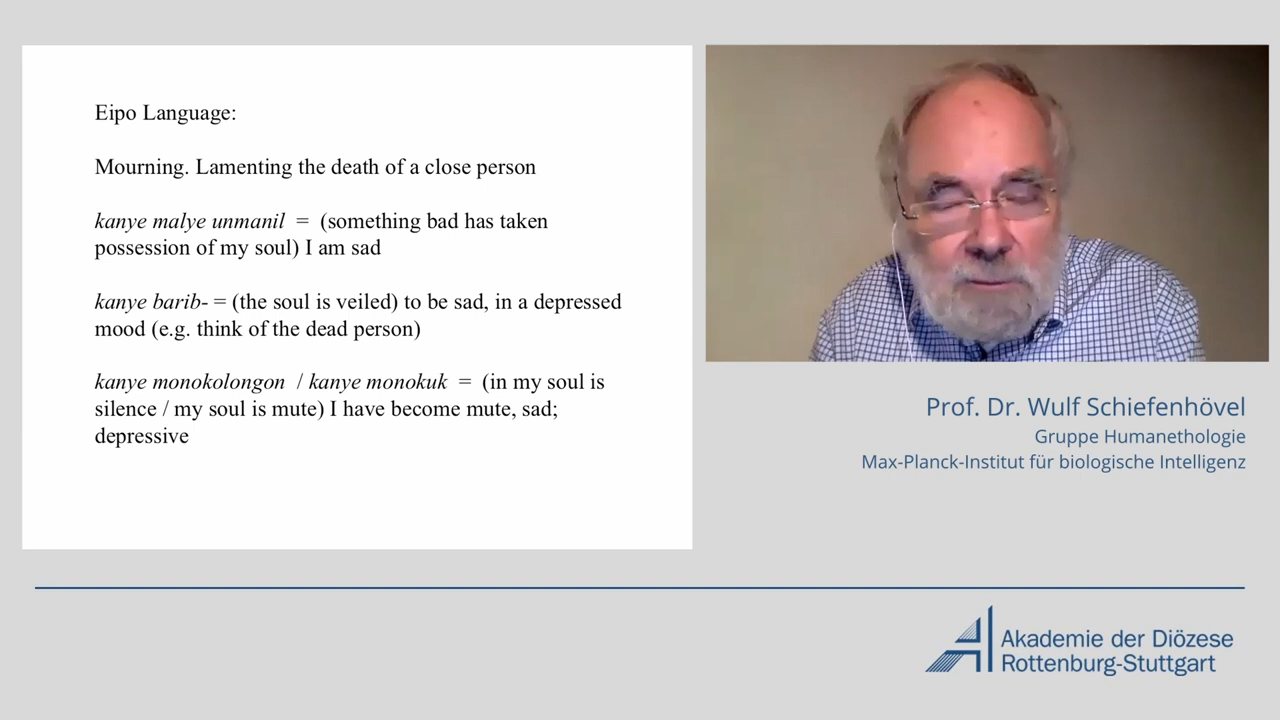 Eipo Language:
Mourning. Lamenting the death of a close person
kanye malye unmanil = (something bad has taken
possession of my soul) I am sad
kanye barib- = (the soul is veiled) to be sad, in a depressed
mood (e.g. think of the dead person)
kanye monokolongon / kanye monokuk = (in my soul is
silence / my soul is mute) I have become mute, sad;
depressive
Prof. Dr. Wulf Schiefenhövel
Gruppe Humanethologie
Max-Planck-Institut für biologische Intelligenz
Akademie der Diözese
Rottenburg-Stuttgart